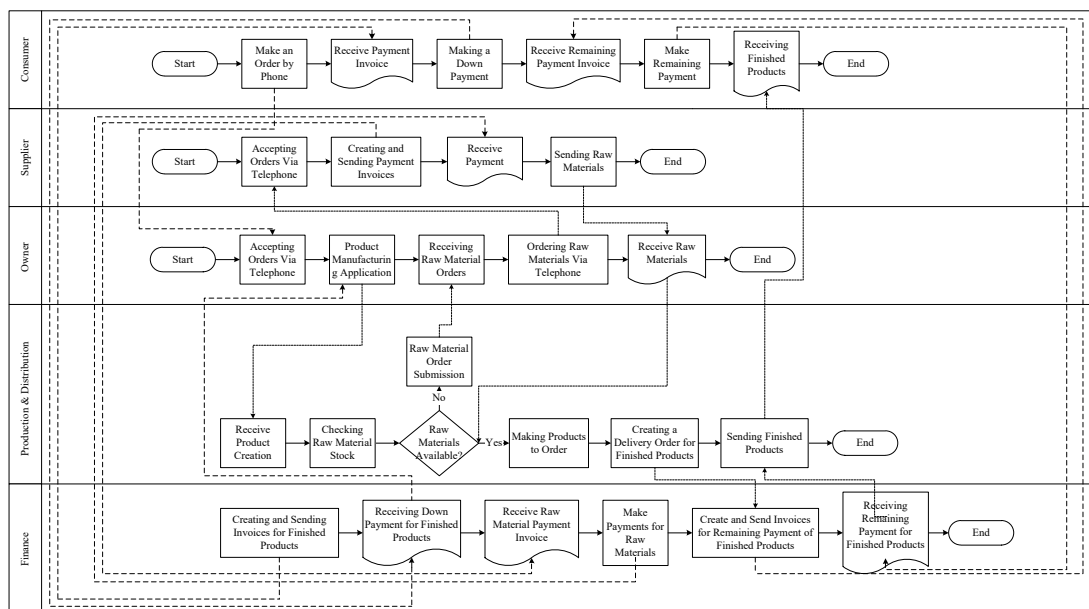 Consumer
Start
Make an
Order by
Phone
Receive Payment
Invoice
Making a
Down
Payment
Receive Remaining
Payment Invoice
Make
Remaining
Payment
Receiving
Finished
Products
End
Supplier
Start
Accepting
Orders Via
Telephone
Creating and
Sending Payment
Invoices
Receive
Payment
Sending Raw
Materials
End
Owner
Start
Accepting
Orders Via
Telephone
Product
Manufacturin
g Application
Receiving
Raw Material
Orders
Ordering Raw
Materials Via
Telephone
Receive Raw
Materials
End
Production & Distribution
Raw Material
Order
Submission
No
Receive
Product
Creation
Checking
Raw Material
Stock
Raw
Materials
Available?
Yes
Making Products
to Order
Creating a
Delivery Order for
Finished Products
Sending Finished
Products
End
Finance
Creating and Sending
Invoices for Finished
Products
Receiving Down
Payment for Finished
Products
Receive Raw
Material Payment
Invoice
Make
Payments for
Raw
Materials
Create and Send Invoices
for Remaining Payment of
Finished Products
Receiving
Remaining
Payment for
Finished Products
End